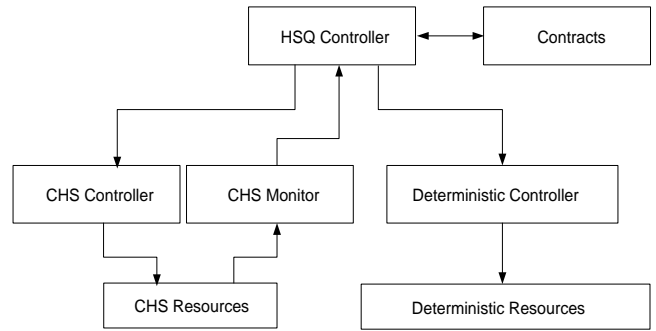 HSQ Controller
Contracts
CHS Controller
CHS Monitor
Deterministic Controller
CHS Resources
Deterministic Resources